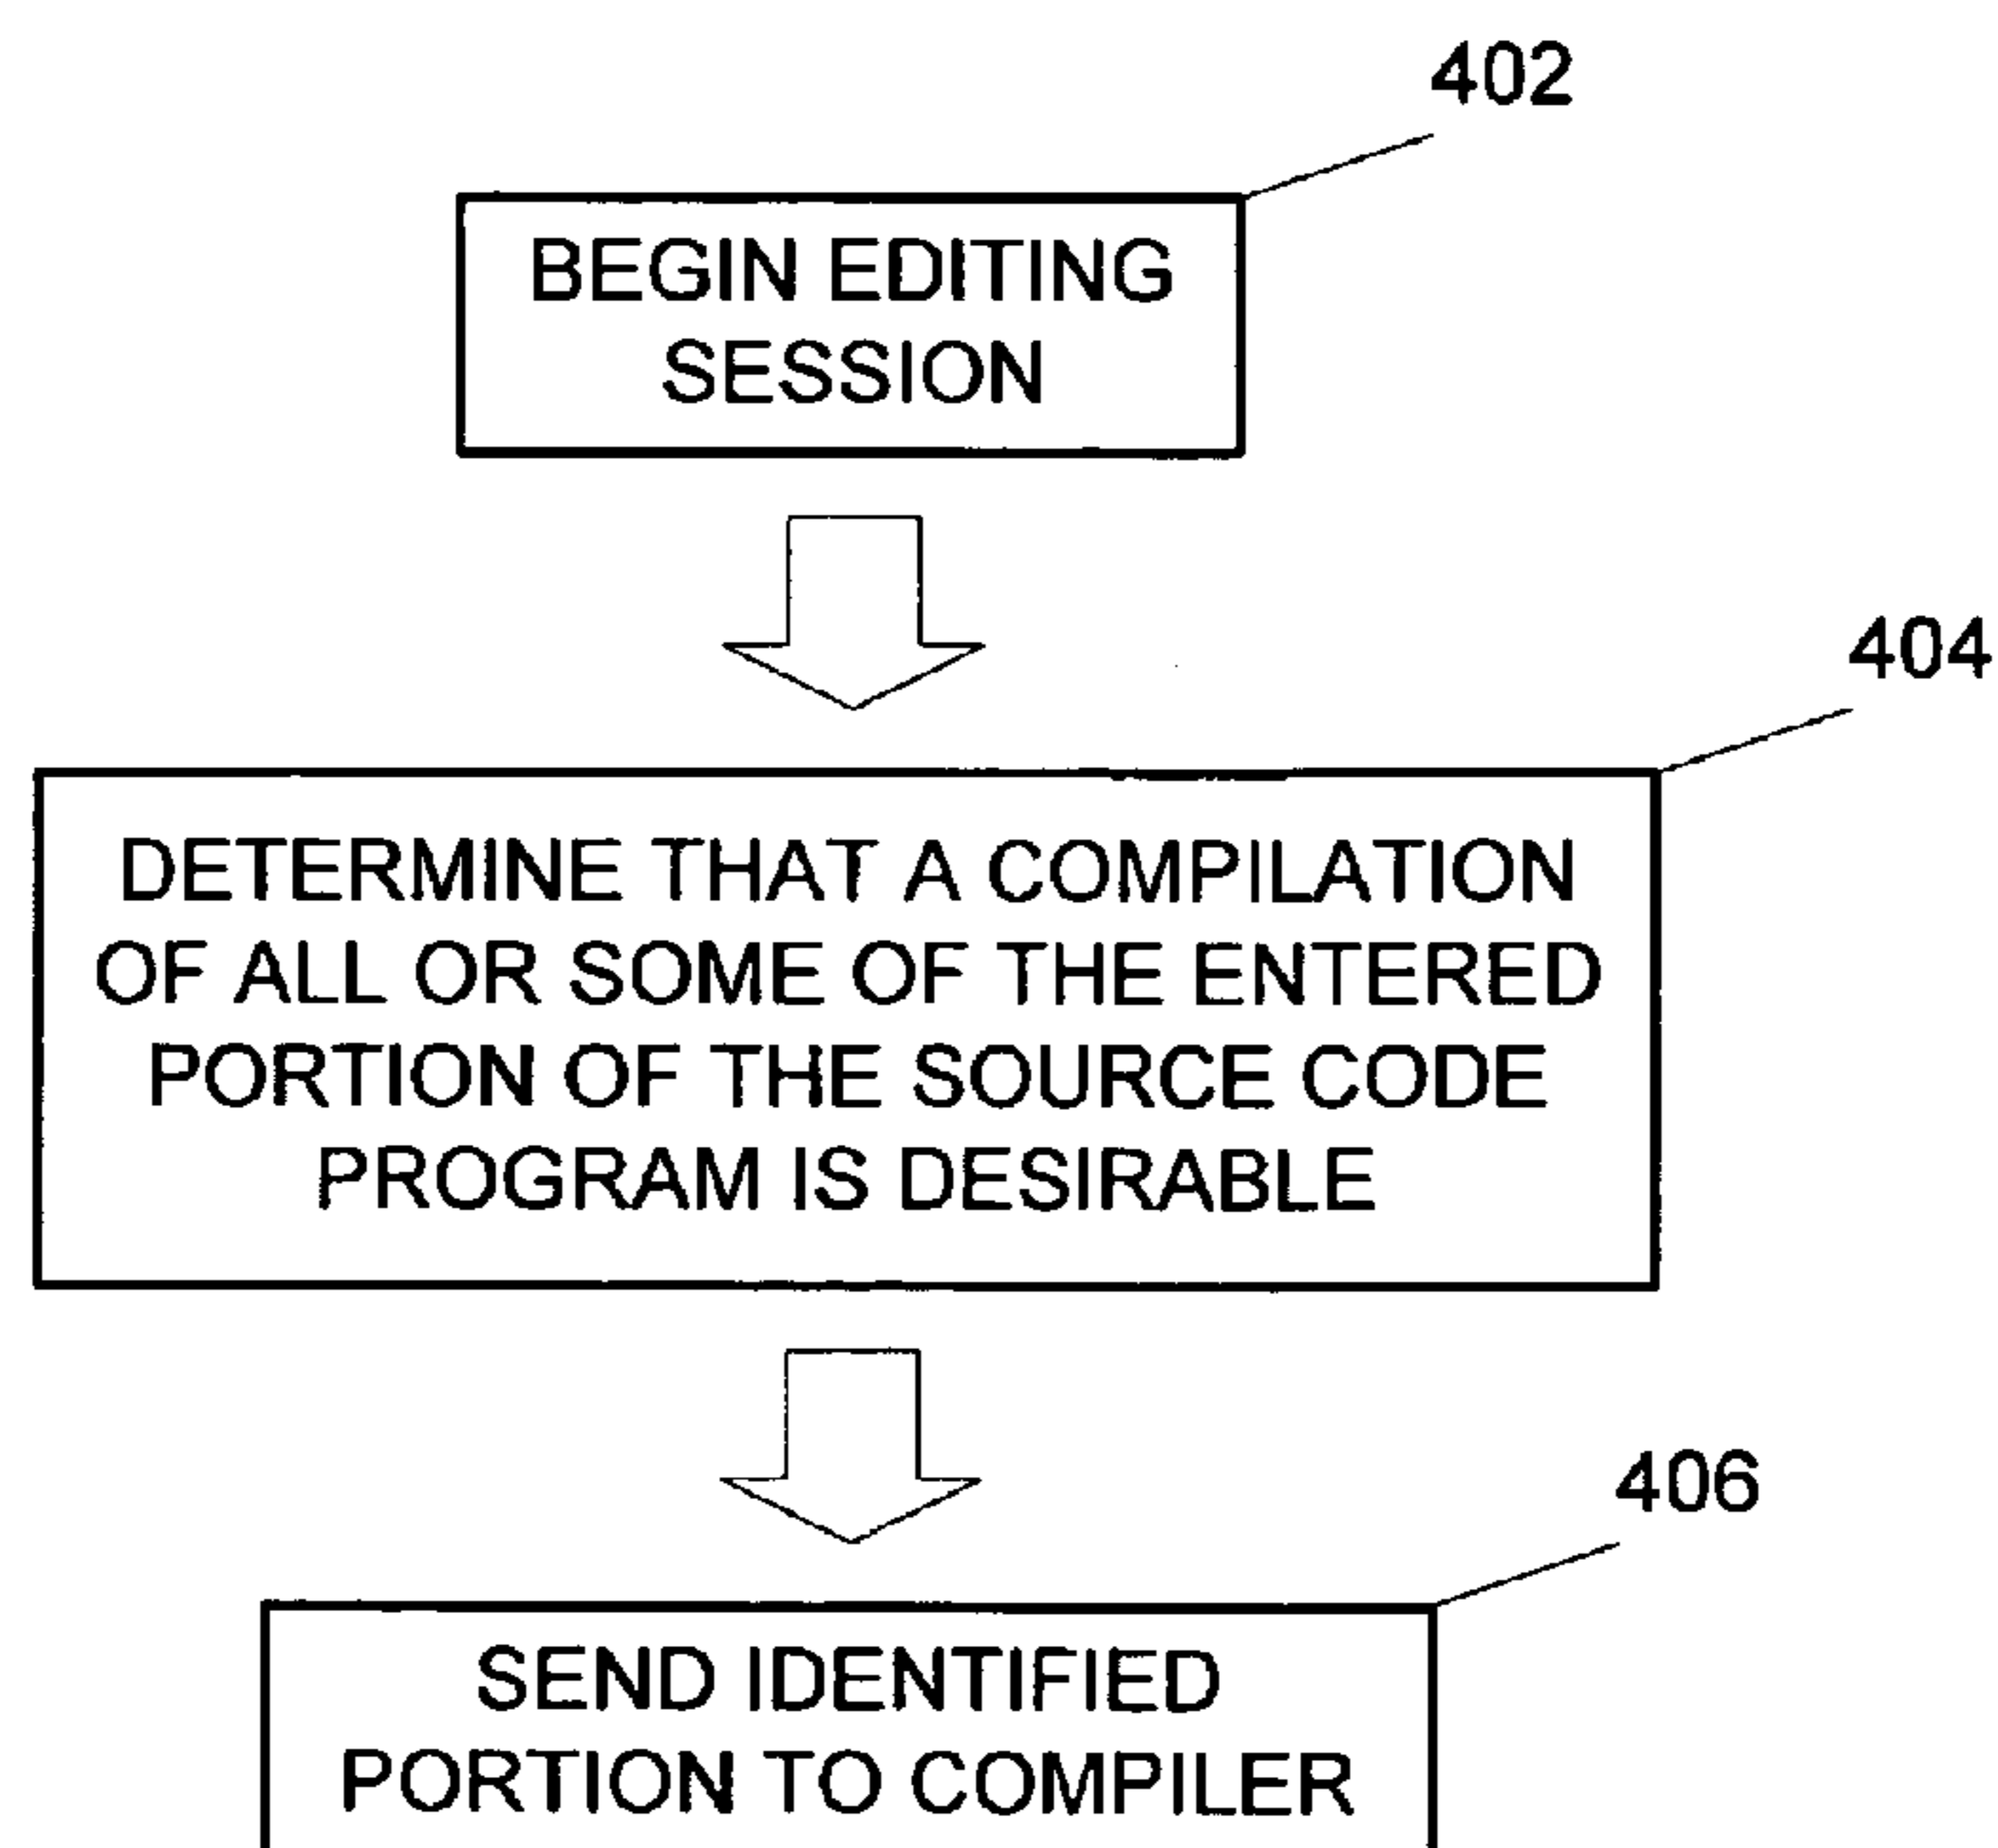 402
BEGIN EDITING
SESSION
404
DETERMINE THAT A COMPILATION
OF ALL OR SOME OF THE ENTERED
PORTION OF THE SOURCE CODE
PROGRAM IS DESIRABLE
406
SEND IDENTIFIED
PORTION TO COMPILER